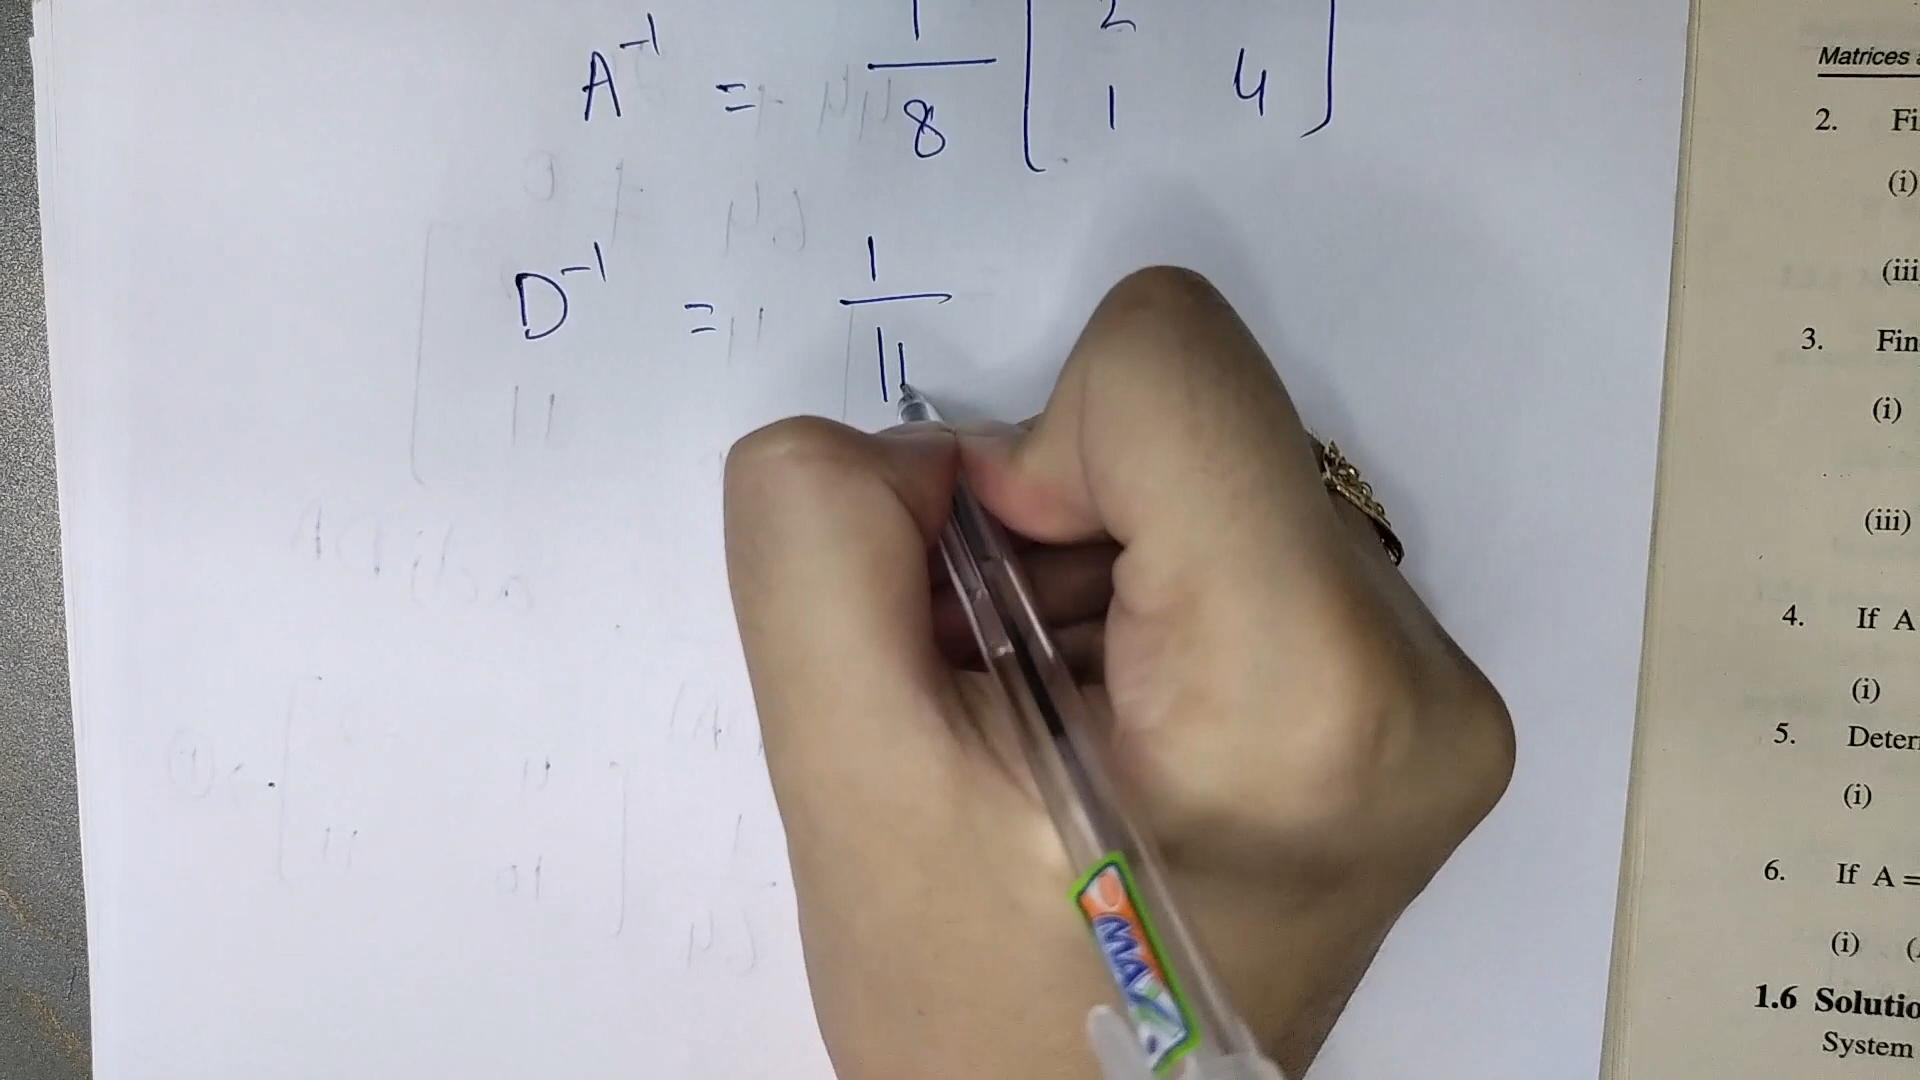 A⁻¹ = 1/8 [ 2
1 4 ]
D⁻¹ = 1/11
MAX
Matrices
2. Fi
(i)
(iii
3. Fin
(i)
(iii)
4. If A
(i)
5. Deter
(i)
6. If A =
(i) (
1.6 Solutio
System